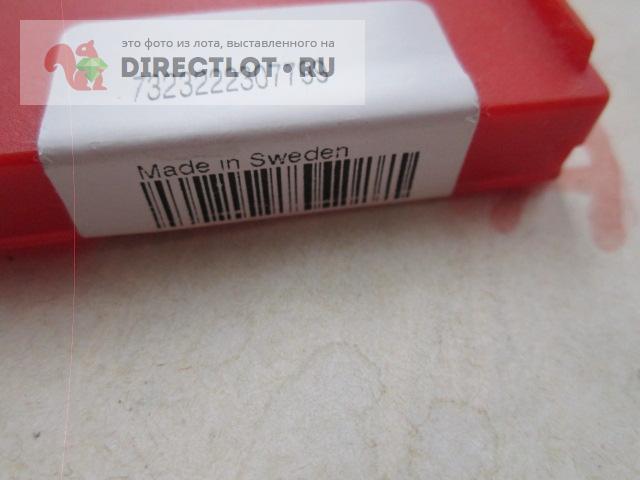 это фото из лота, выставленного на
DIRECTLOT.RU
Made in Sweden